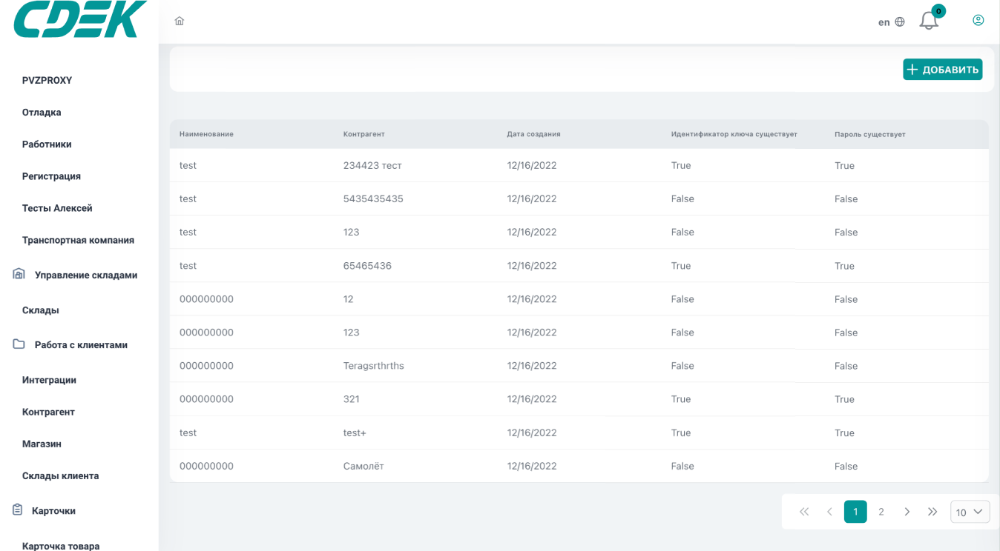 CDEK
en
0
PVZPROXY
Отладка
Работники
Регистрация
Тесты Алексей
Транспортная компания
Управление складами
Склады
Работа с клиентами
Интеграции
Контрагент
Магазин
Склады клиента
Карточки
Карточка товара
+ ДОБАВИТЬ
Наименование Контрагент Дата создания Идентификатор ключа существует Пароль существует
test 234423 тест 12/16/2022 True True
test 5435435435 12/16/2022 False False
test 123 12/16/2022 False False
test 65465436 12/16/2022 True True
000000000 12 12/16/2022 False False
000000000 123 12/16/2022 False False
000000000 Teragsrthrths 12/16/2022 False False
000000000 321 12/16/2022 True True
test test+ 12/16/2022 True True
000000000 Самолёт 12/16/2022 False False
1 2 10